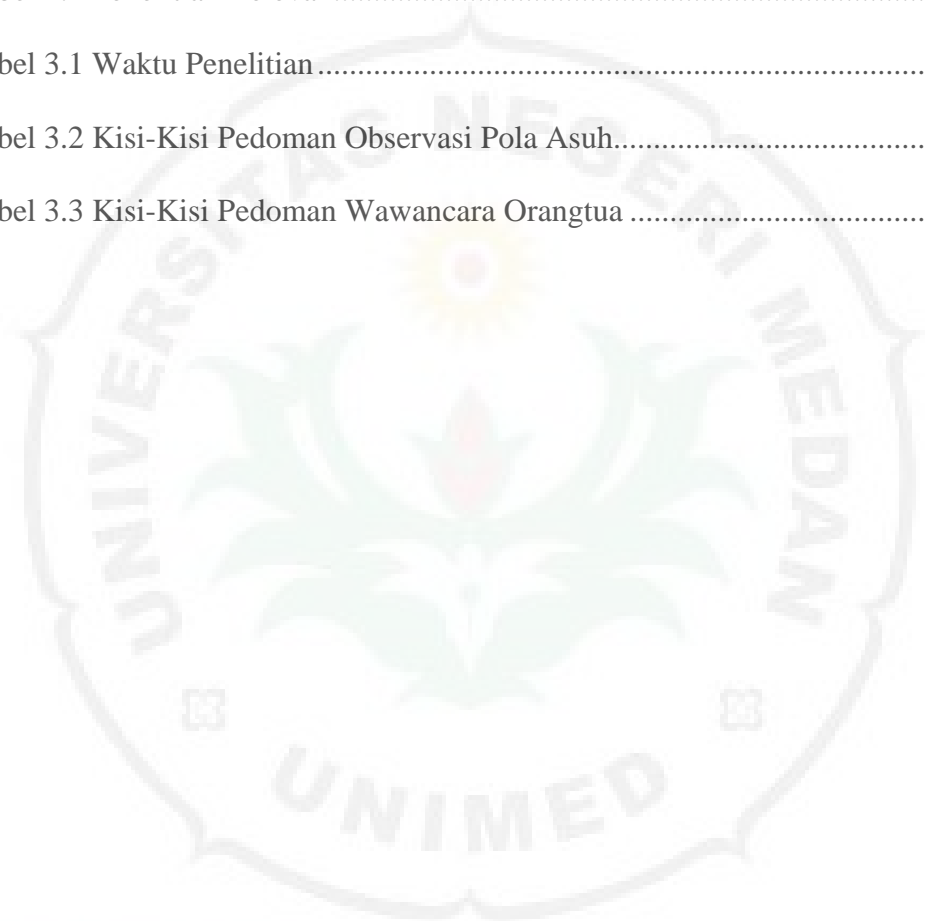 bel 3.1 Waktu Penelitian........................................................................
bel 3.2 Kisi-Kisi Pedoman Observasi Pola Asuh....................................
bel 3.3 Kisi-Kisi Pedoman Wawancara Orangtua ..................................
UNIVERSITAS NEGERI MEDAN
UNIMED